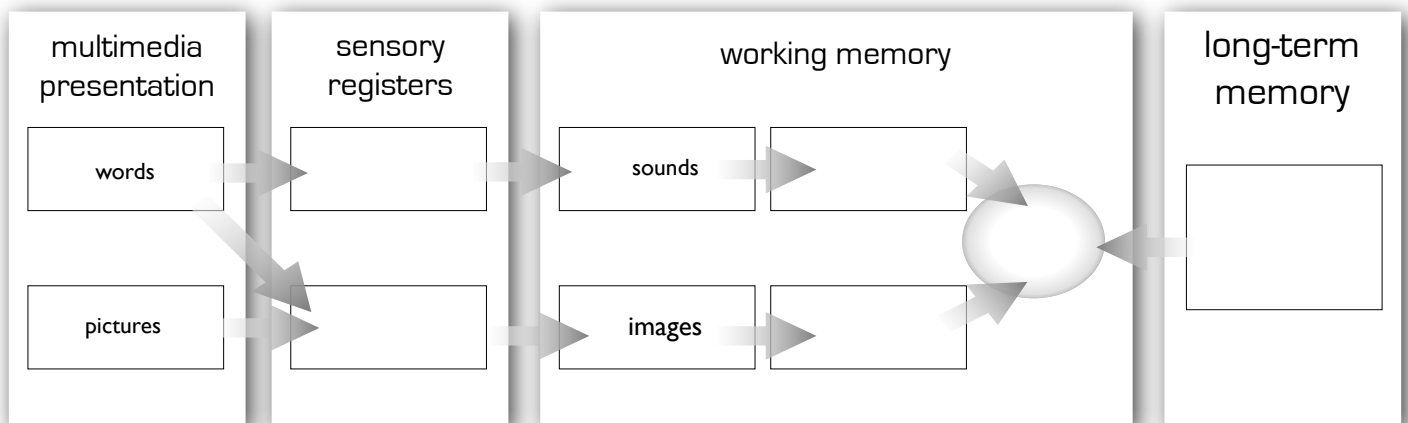 multimedia
presentation
sensory
registers
working memory
long-term
memory
words
sounds
pictures
images